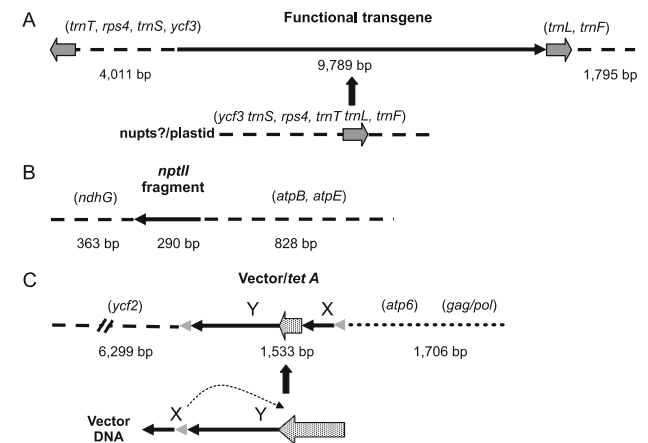 A
Functional transgene
(trnT, rps4, trnS, ycf3)
(trnL, trnF)
4,011 bp
9,789 bp
1,795 bp
(ycf3 trnS, rps4, trnT trnL, trnF)
nupts?/plastid
B
nptII
fragment
(ndhG)
(atpB, atpE)
363 bp
290 bp
828 bp
C
Vector/tet A
(ycf2)
Y
X
(atp6)
(gag/pol)
6,299 bp
1,533 bp
1,706 bp
X
Y
Vector
DNA